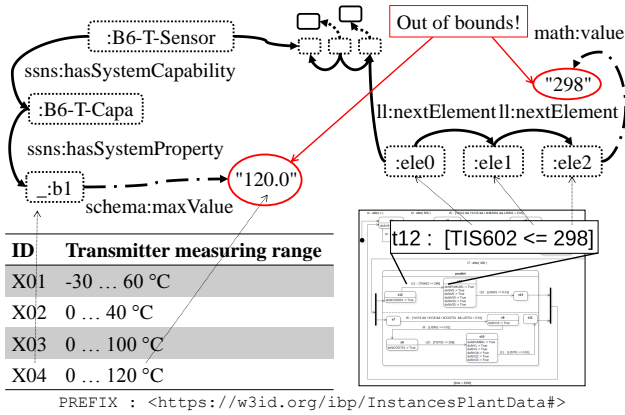 Out of bounds!
:B6-T-Sensor
math:value
ssns:hasSystemCapability
"298"
:B6-T-Capa
ll:nextElement ll:nextElement
ssns:hasSystemProperty
:ele0 :ele1 :ele2
_:b1
"120.0"
schema:maxValue
t12 : [TIS602 <= 298]
ID Transmitter measuring range
X01 -30 … 60 °C
X02 0 … 40 °C
X03 0 … 100 °C
X04 0 … 120 °C
PREFIX : <https://w3id.org/ibp/InstancesPlantData#>